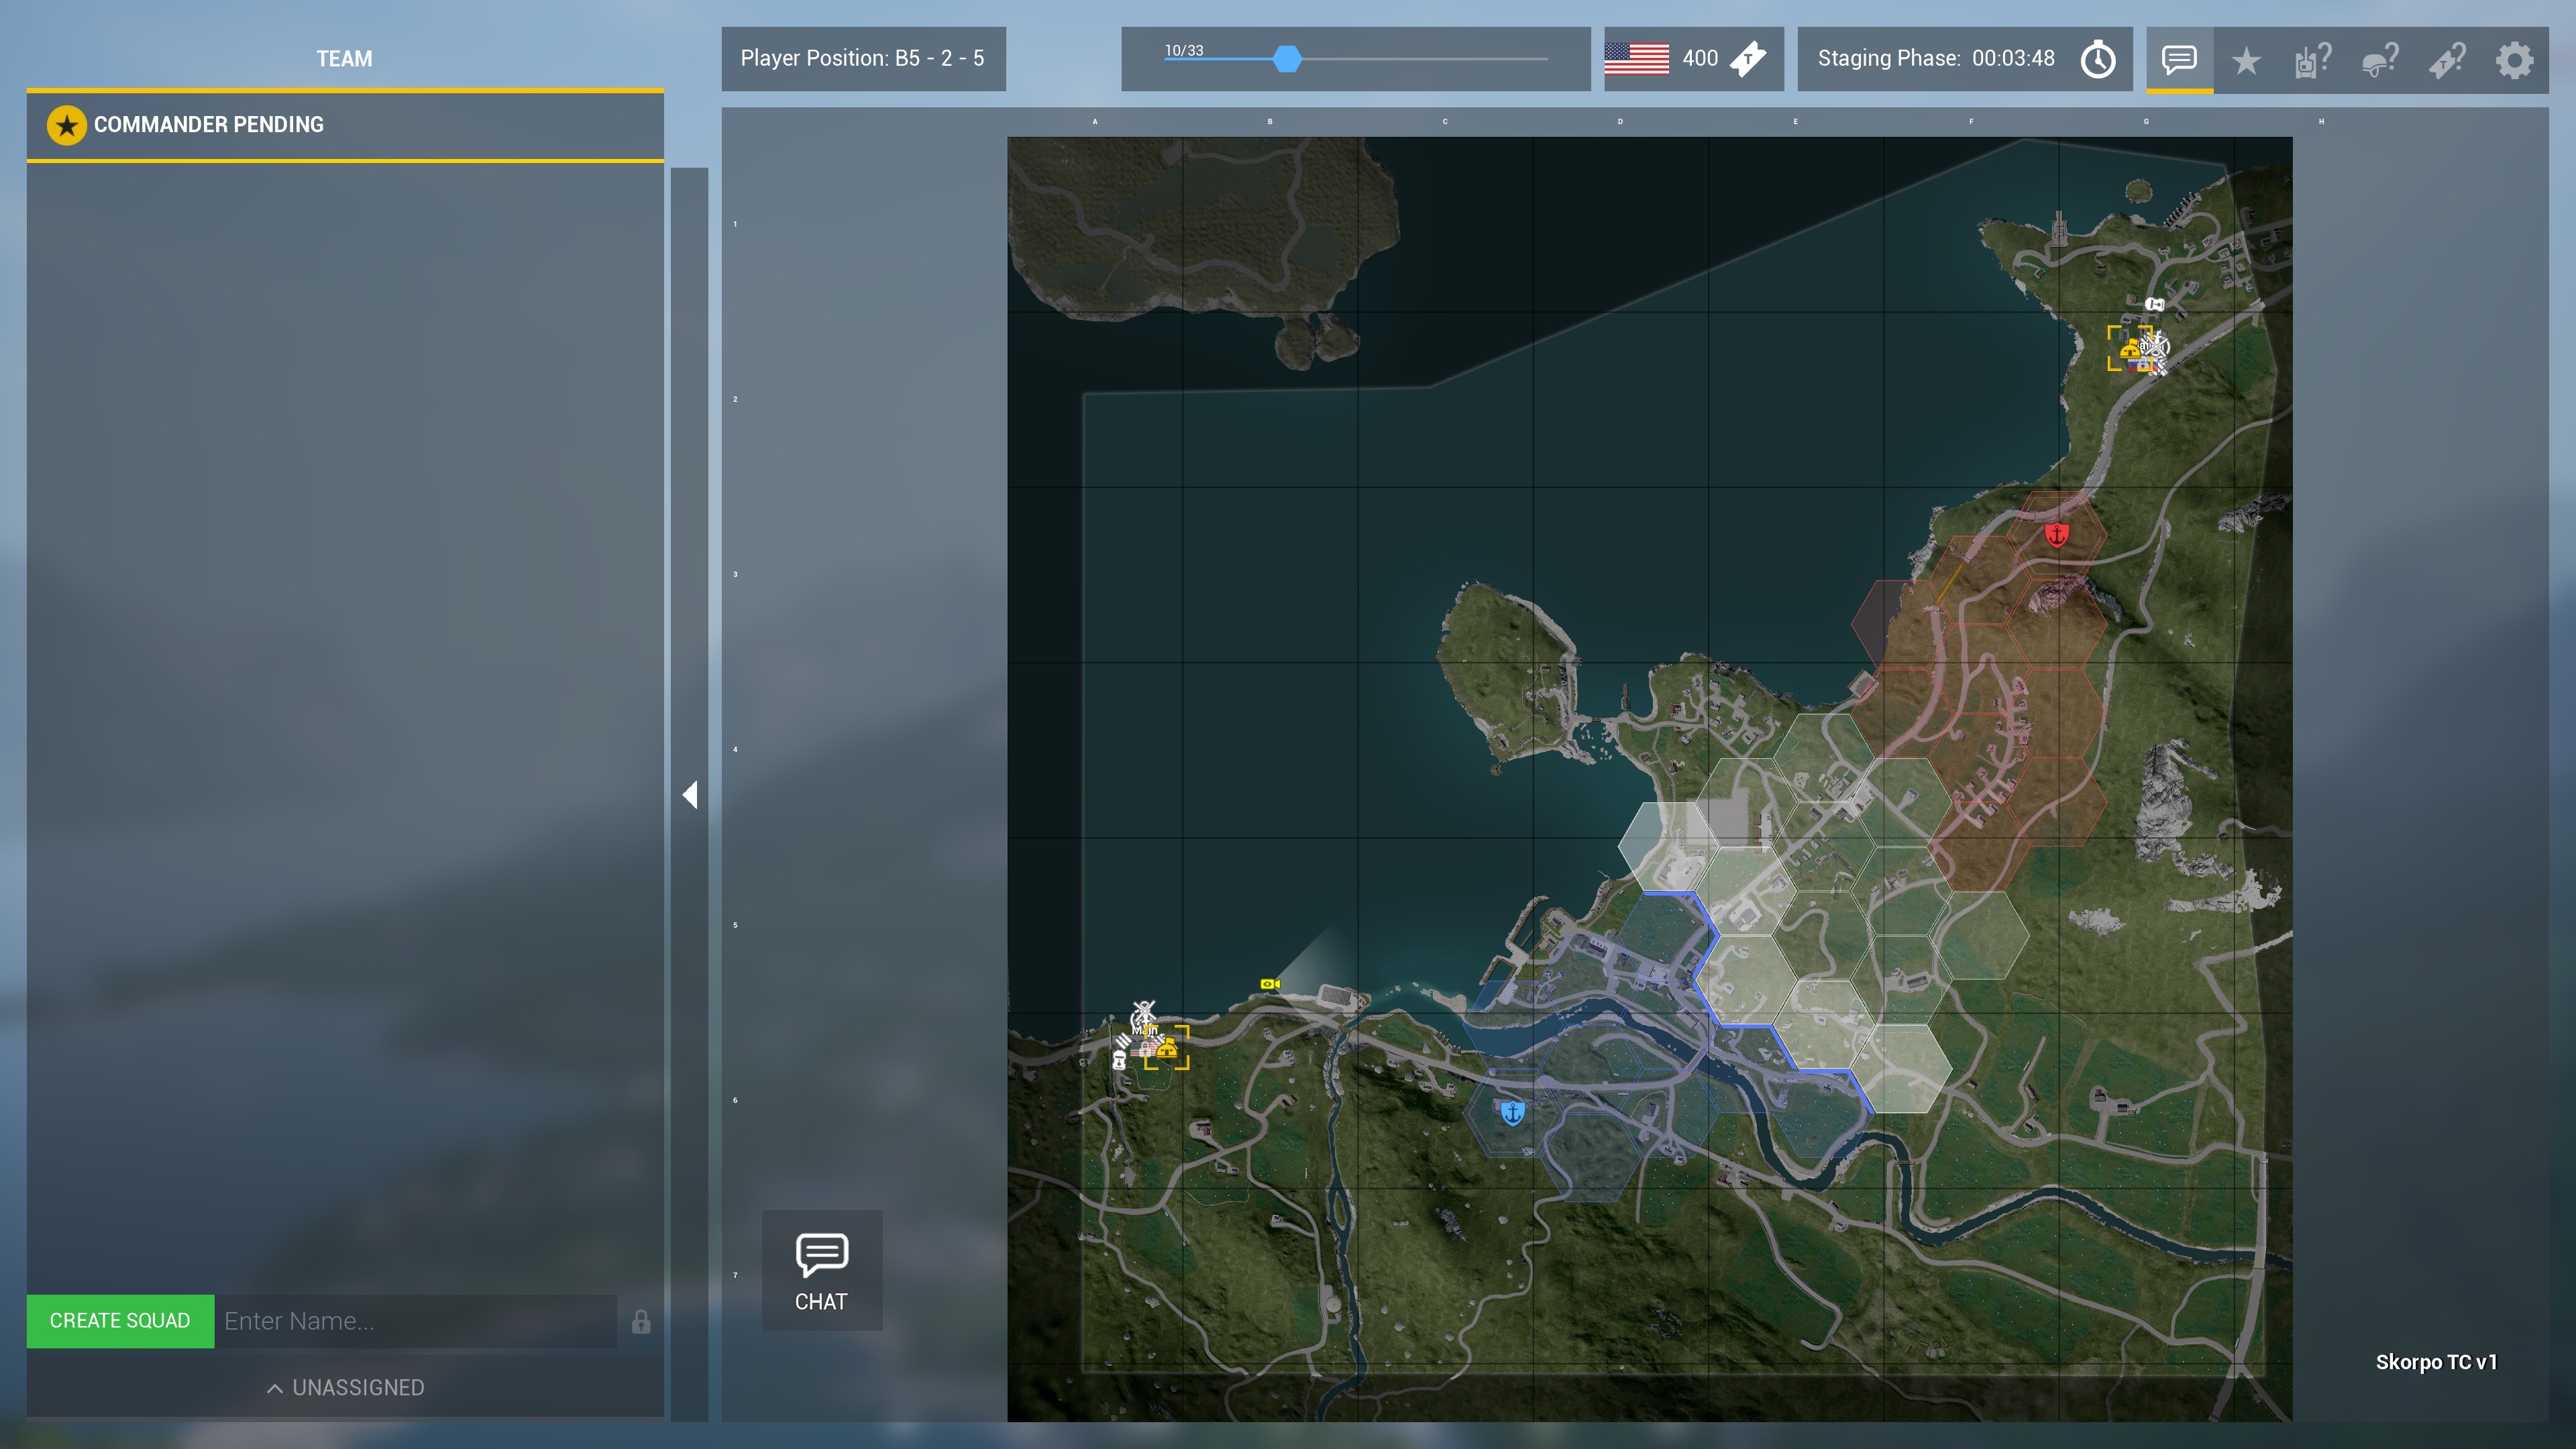 TEAM
Player Position: B5 - 2 - 5
10/33
400
Staging Phase: 00:03:48
COMMANDER PENDING
A
B
C
D
E
F
G
H
1
2
3
4
5
Main
6
7
CHAT
CREATE SQUAD
Enter Name...
UNASSIGNED
Skorpo TC v1